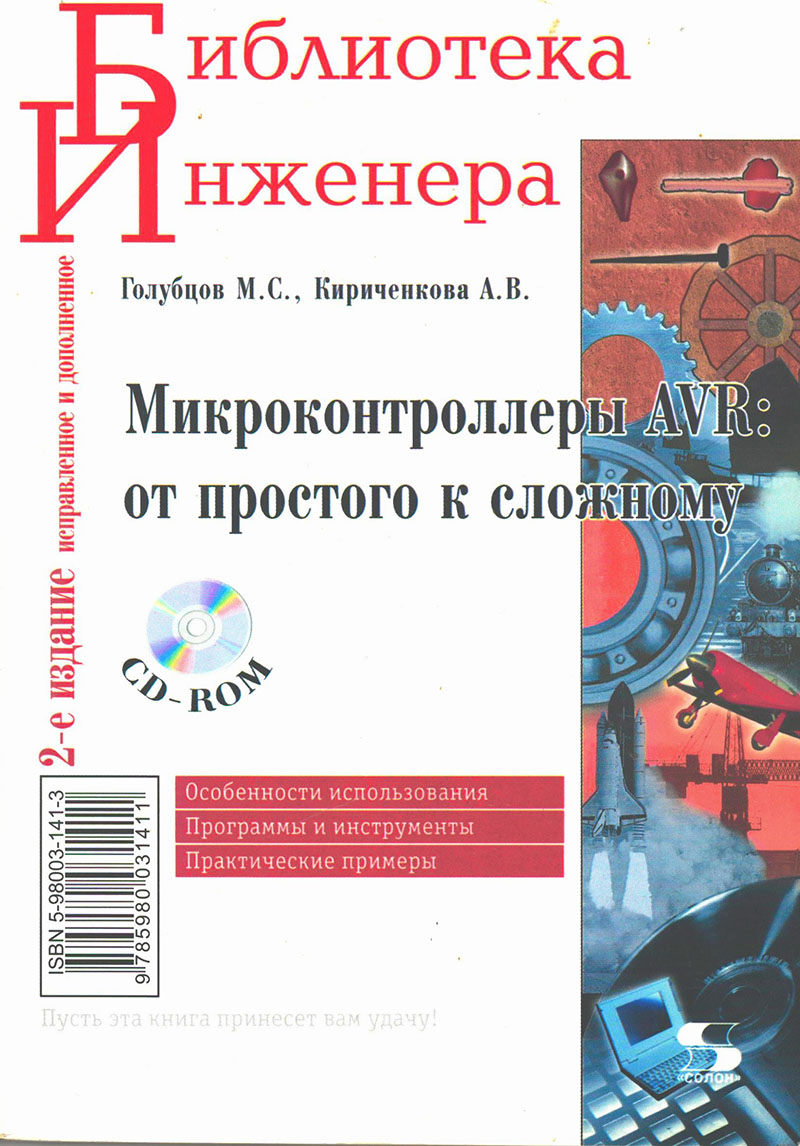 Библиотека
Инженера
Голубцов М.С., Кириченкова А.В.
Микроконтроллеры AVR:
от простого к сложному
2-е издание исправленное и дополненное
CD-ROM
Особенности использования
Программы и инструменты
Практические примеры
ISBN 5-98003-141-3
9 785980 031411
Пусть эта книга принесет вам удачу!
«СОЛОН»